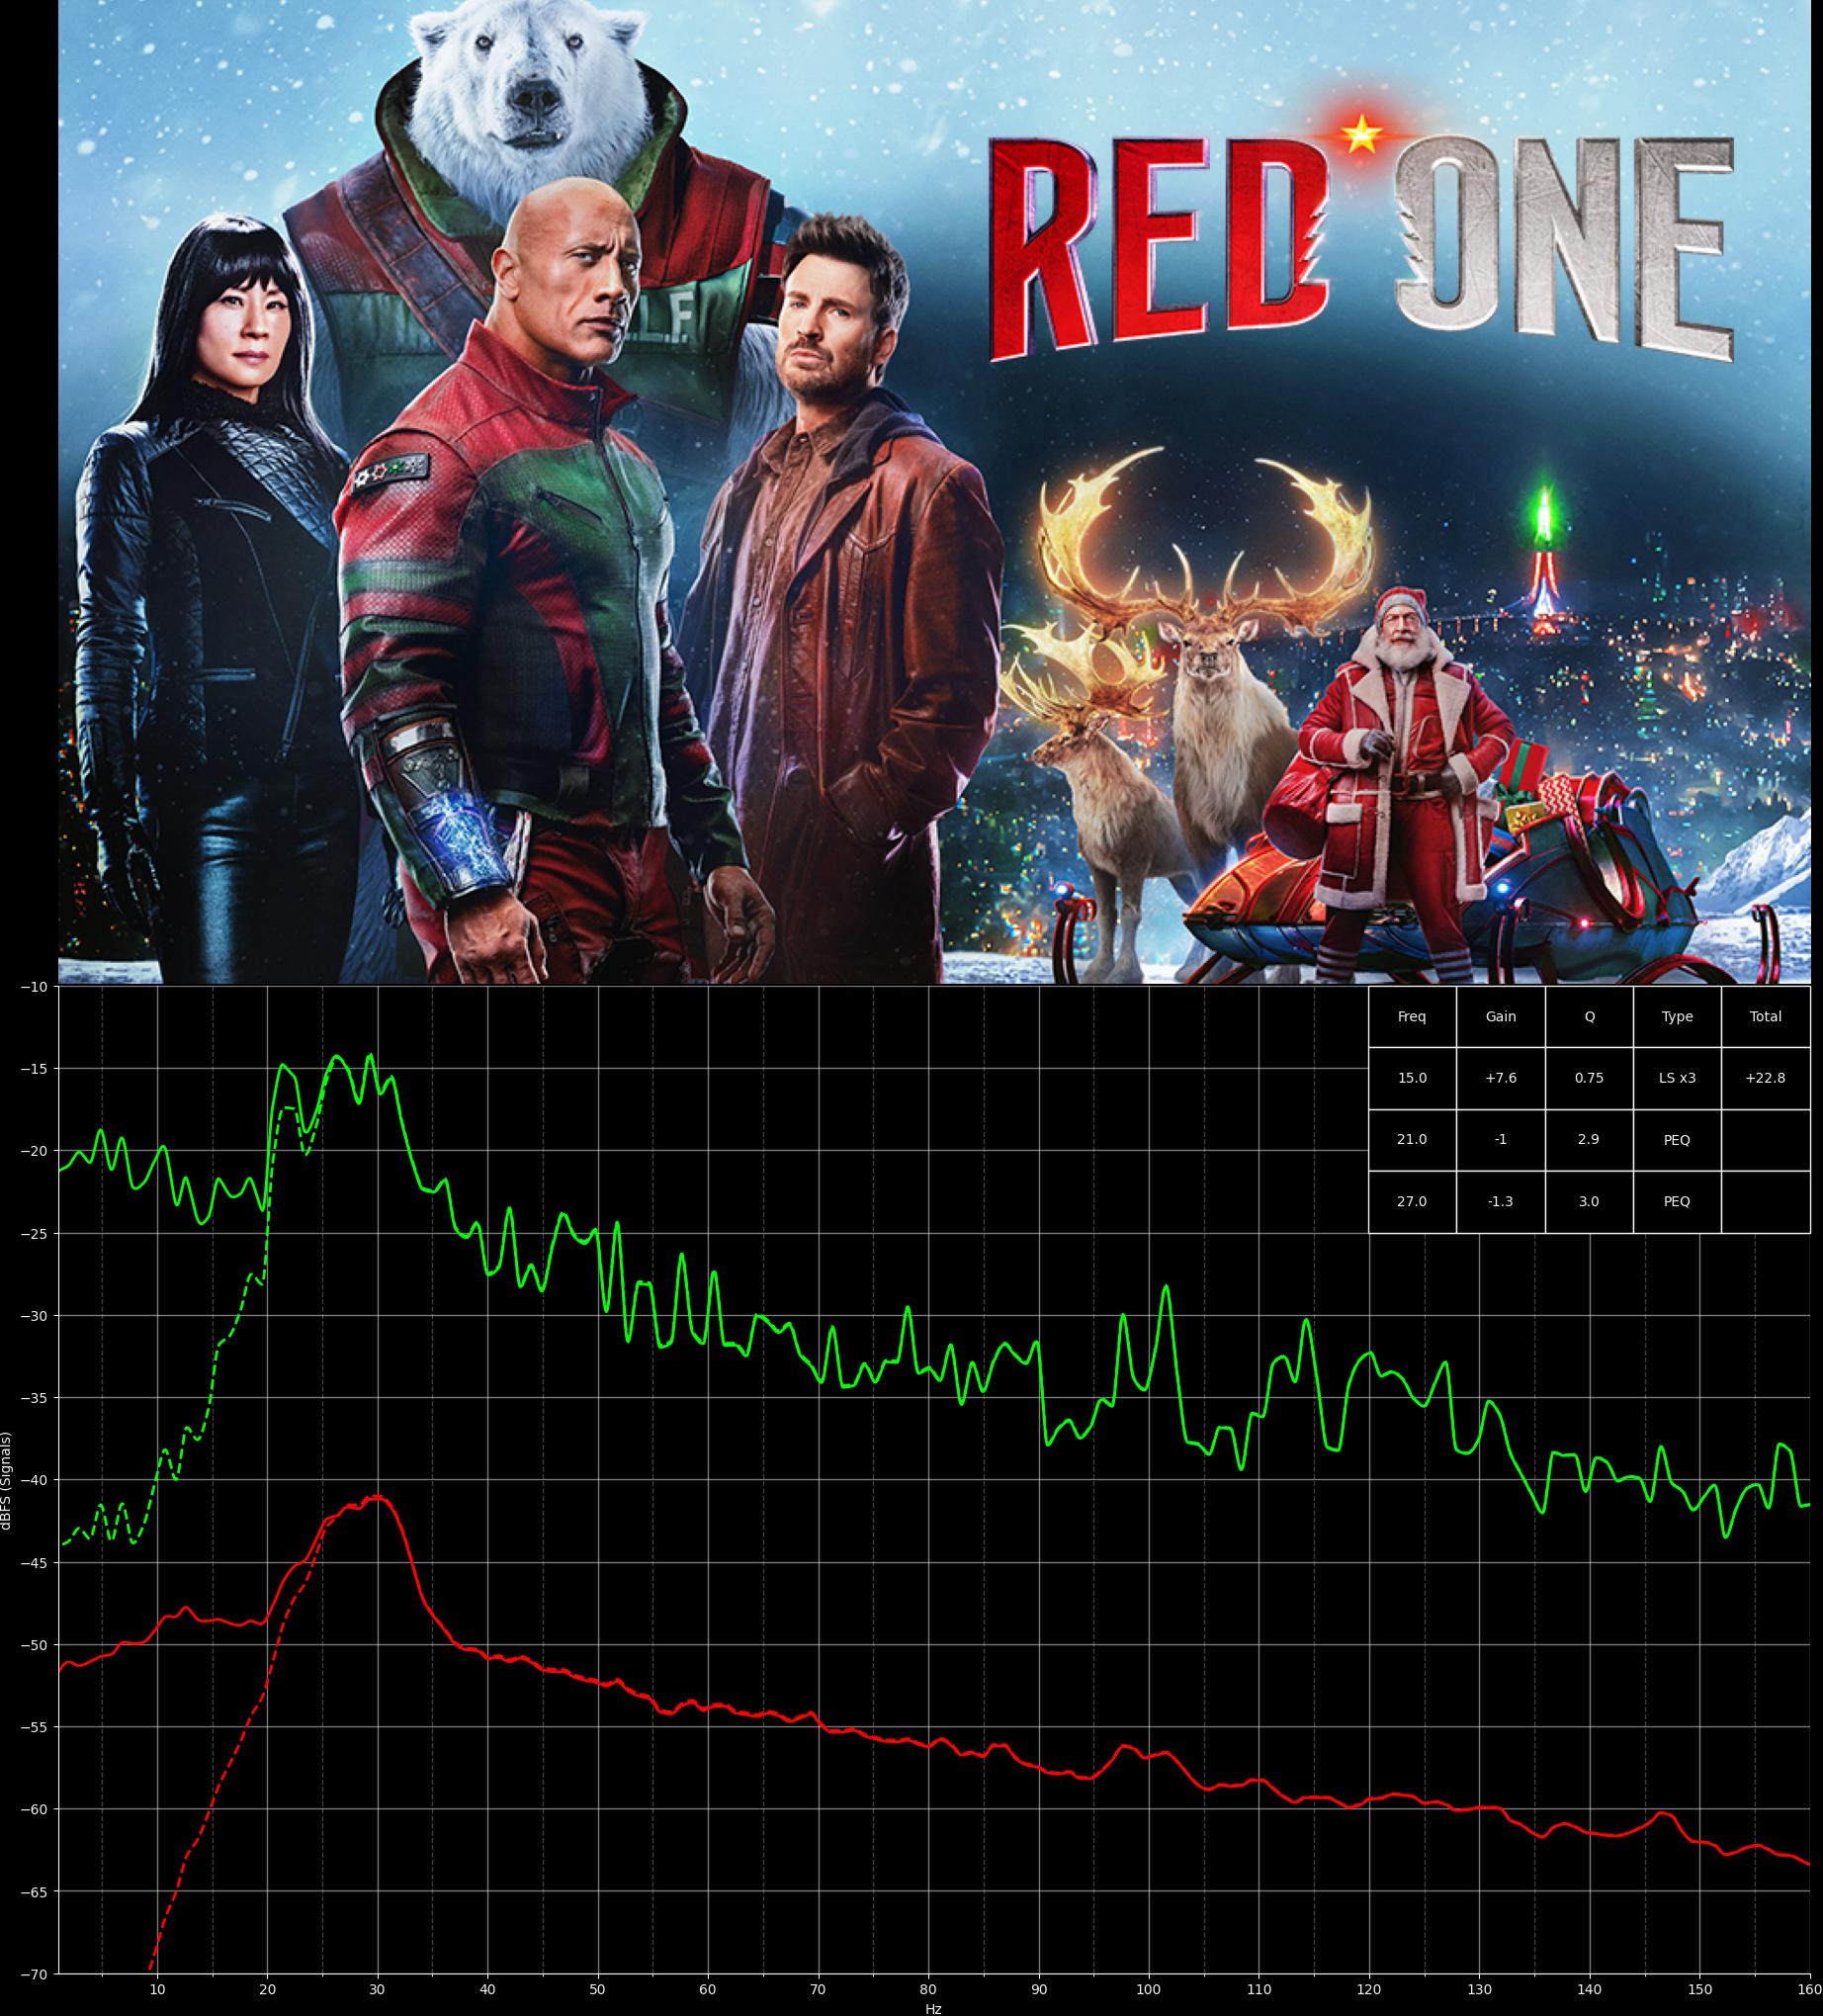 RED ONE
L.F
Freq Gain Q Type Total
15.0 +7.6 0.75 LS x3 +22.8
21.0 -1 2.9 PEQ
27.0 -1.3 3.0 PEQ
−10
−15
−20
−25
−30
−35
−40
−45
−50
−55
−60
−65
−70
dBFS (Signals)
10 20 30 40 50 60 70 80 90 100 110 120 130 140 150 160
Hz